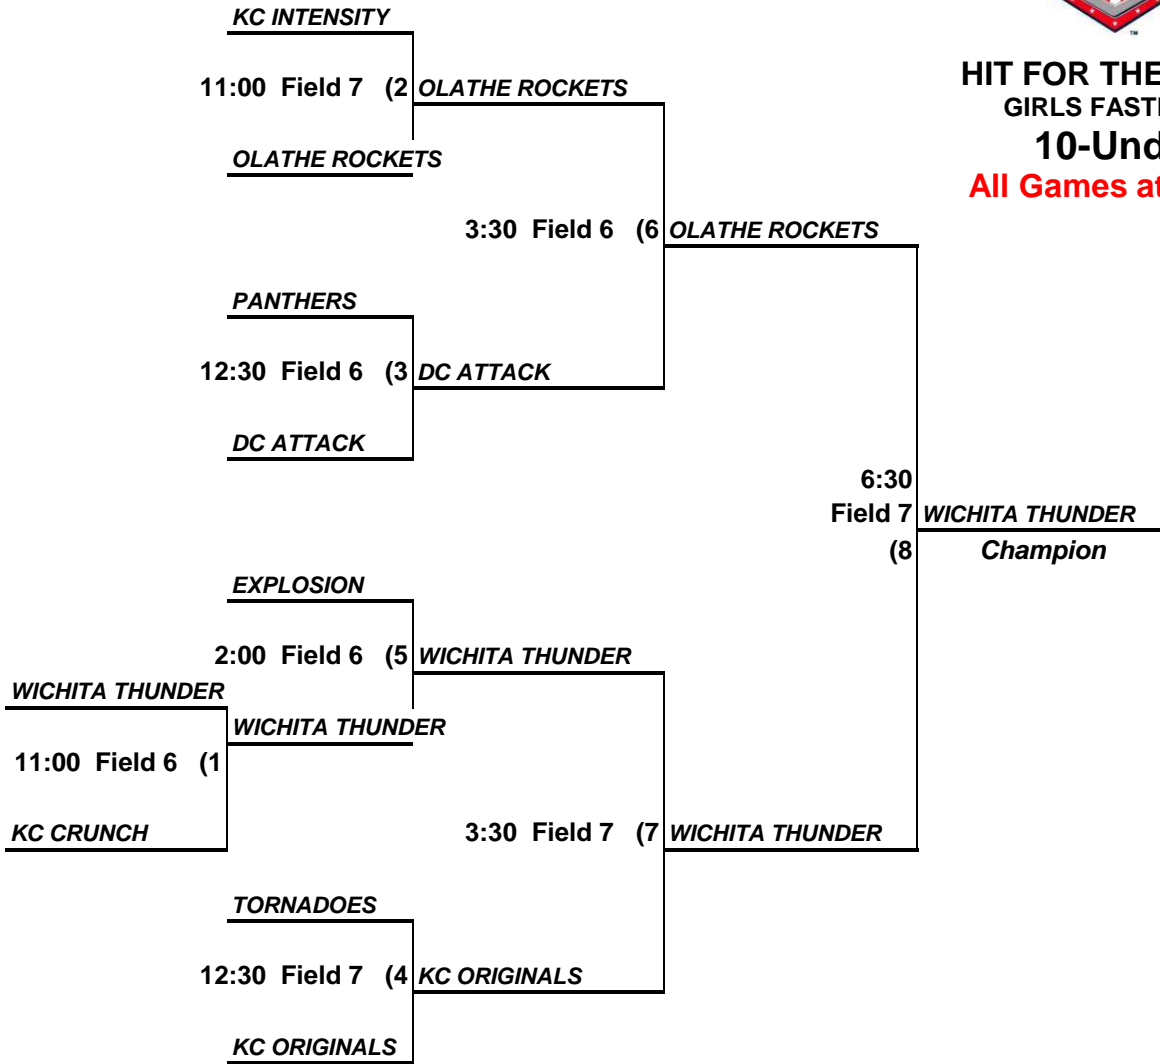 KC INTENSITY
11:00 Field 7 (2 OLATHE ROCKETS
OLATHE ROCKETS
HIT FOR THE
GIRLS
10-
All Games at
3:30 Field 6 (6 OLATHE ROCKETS
PANTHERS
12:30 Field 6 (3 DC ATTACK
DC ATTACK
6:30
Field 7 WICHITA THUNDER
(8 Champion
EXPLOSION
2:00 Field 6 (5 WICHITA THUNDER
WICHITA THUNDER
WICHITA THUNDER
11:00 Field 6 (1
KC CRUNCH
3:30 Field 7 (7 WICHITA THUNDER
TORNADOES
12:30 Field 7 (4 KC ORIGINALS
KC ORIGINALS